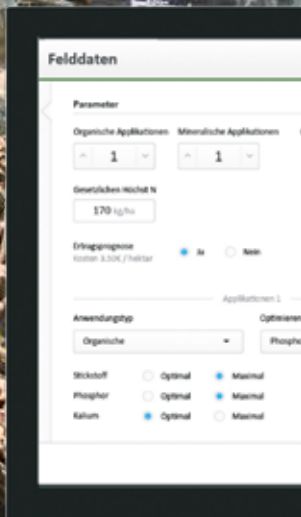 Felddaten
Parameter
Organische Applikationen Mineralische Applikationen
1 1
Gesetzlichen Höchst N
170 kg/ha
Ertragsprognose Ja Nein
Kosten 3.50€ / hektar
Applikationen 1
Anwendungstyp Optimieren
Organische Phospho
Stickstoff Optimal Maximal
Phosphor Optimal Maximal
Kalium Optimal Maximal